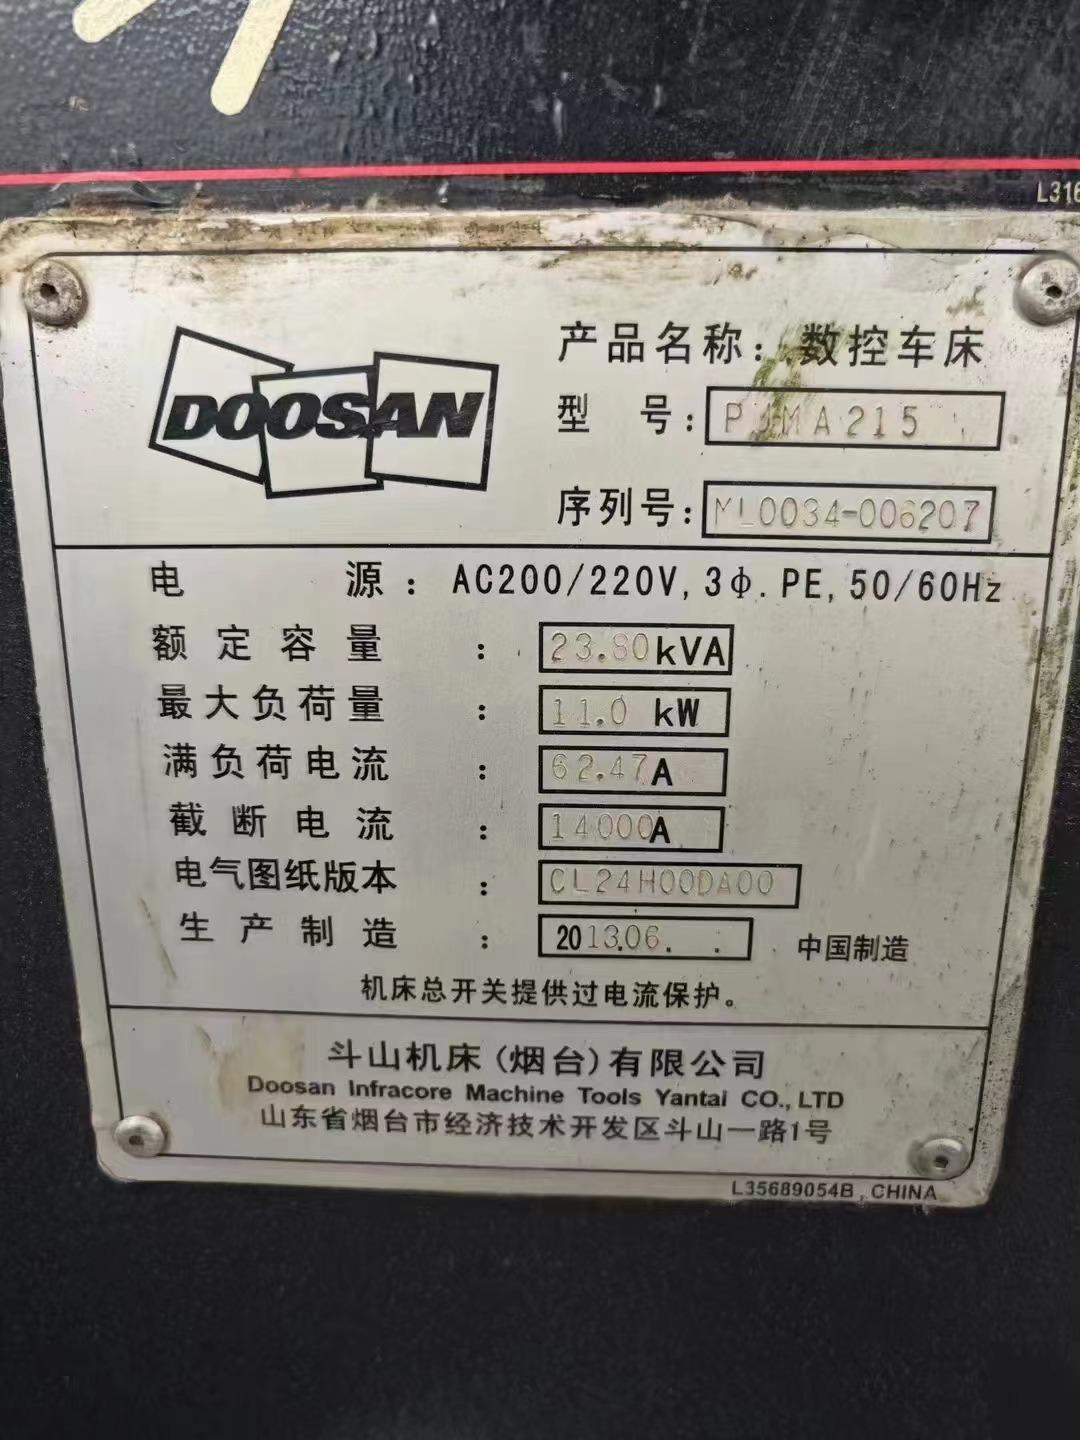 L316
DOOSAN
产品名称：数控车床
型 号：PUMA215
序列号：ML0034-006207
电 源：AC200/220V,3Φ.PE,50/60Hz
额定容量：23.80kVA
最大负荷量：11.0 kW
满负荷电流：62.47A
截断电流：14000A
电气图纸版本：CL24H00DA00
生产制造：2013.06. .
中国制造
机床总开关提供过电流保护。
斗山机床(烟台)有限公司
Doosan Infracore Machine Tools Yantai CO.,LTD
山东省烟台市经济技术开发区斗山一路1号
L35689054B, CHINA